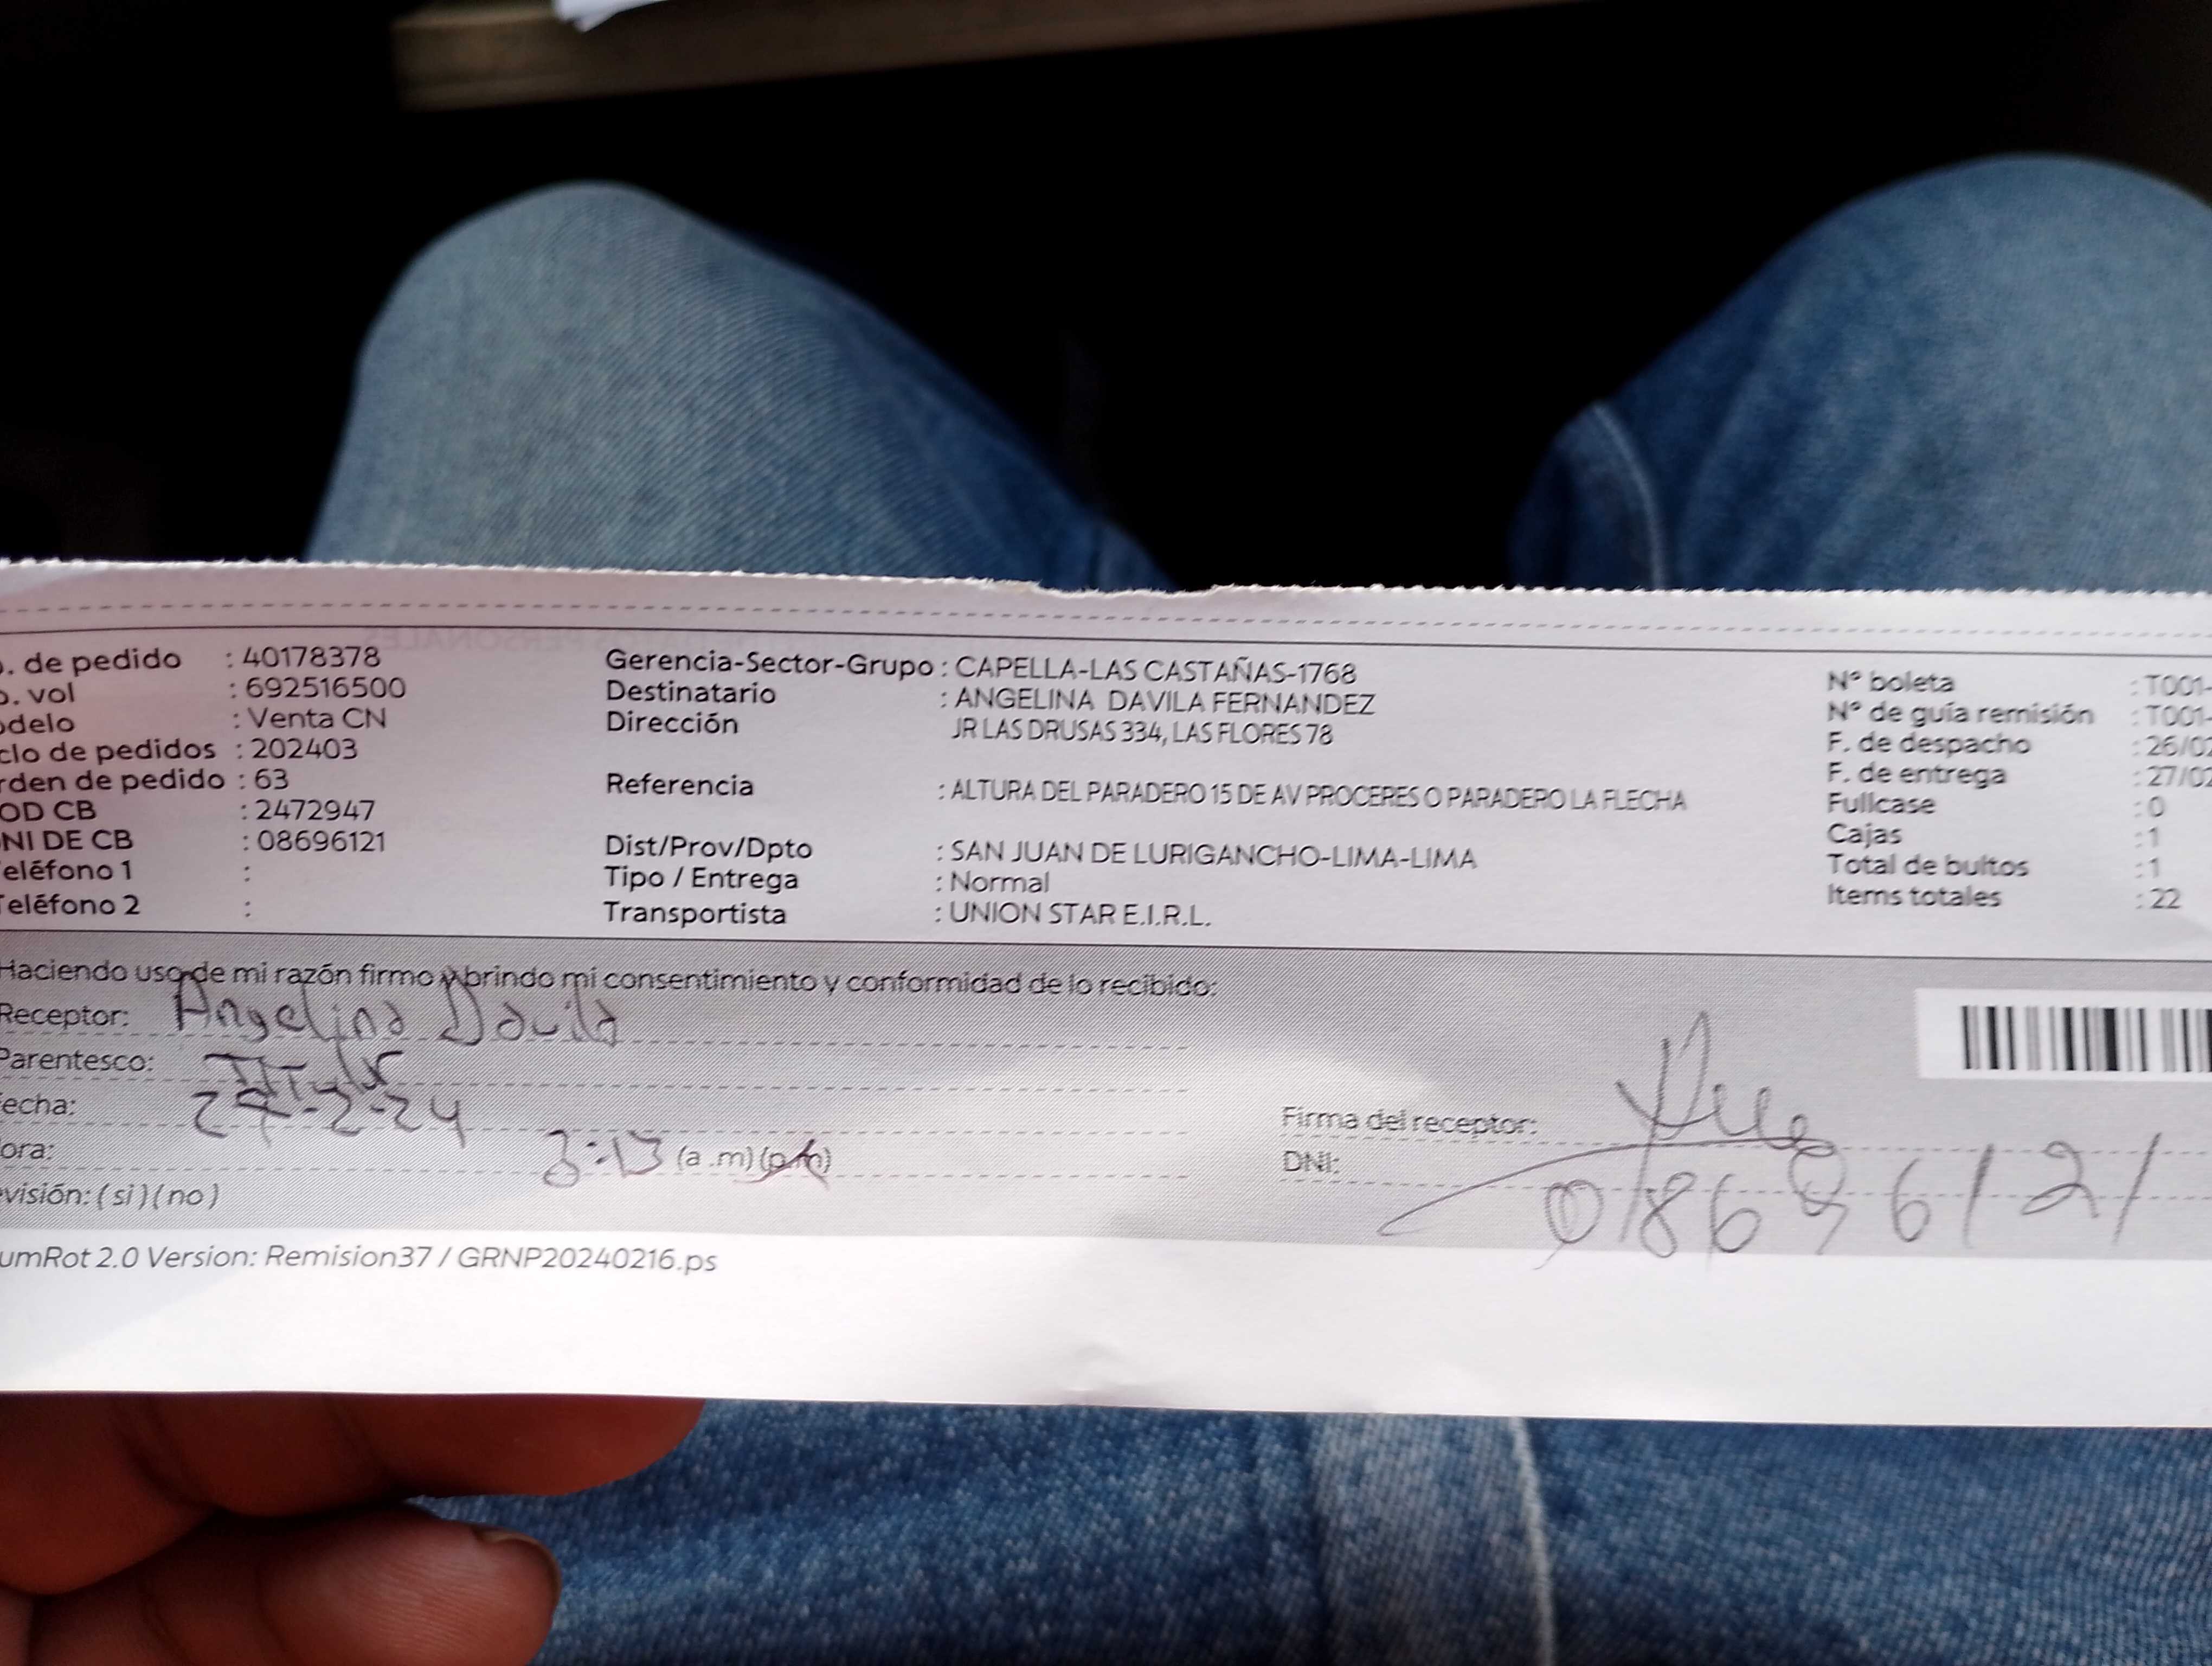 . de pedido : 40178378
o. vol : 692516500
odelo : Venta CN
clo de pedidos : 202403
rden de pedido : 63
OD CB : 2472947
NI DE CB : 08696121
eléfono 1 :
Teléfono 2 :
Gerencia-Sector-Grupo : CAPELLA-LAS CASTAÑAS-1768
Destinatario : ANGELINA DAVILA FERNANDEZ
Dirección JR LAS DRUSAS 334, LAS FLORES 78
Referencia : ALTURA DEL PARADERO 15 DE AV PROCERES O PARADERO LA FLECHA
Dist/Prov/Dpto : SAN JUAN DE LURIGANCHO-LIMA-LIMA
Tipo / Entrega : Normal
Transportista : UNION STAR E.I.R.L.
Nº boleta : T001-
Nº de guía remisión : T001-
F. de despacho : 26/02
F. de entrega : 27/02
Fullcase : 0
Cajas : 1
Total de bultos : 1
Items totales : 22
Haciendo uso de mi razón firmo y brindo mi consentimiento y conformidad de lo recibido:
Receptor: Angelina Davila
Parentesco: Titular
echa: 27-2-24
ora: 3:13 (a .m) (p.m)
visión: ( si ) ( no )
Firma del receptor:
DNI: 08696121
umRot 2.0 Version: Remision37 / GRNP20240216.ps